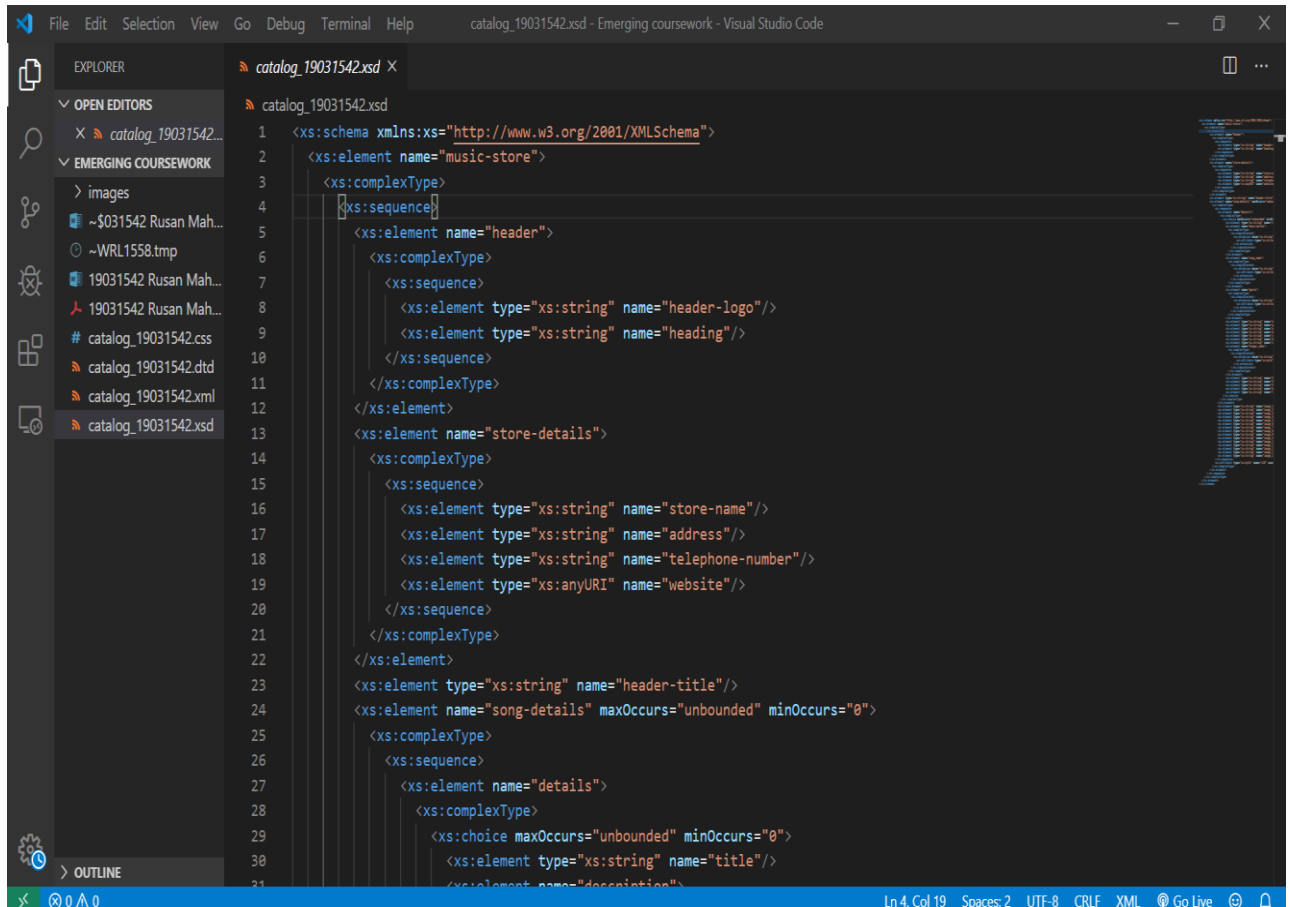 File Edit Selection View Go Debug Terminal Help catalog_19031542.xsd - Emerging coursework - Visual Studio Code
EXPLORER
OPEN EDITORS
catalog_19031542...
EMERGING COURSEWORK
images
~$031542 Rusan Mah...
~WRL1558.tmp
19031542 Rusan Mah...
19031542 Rusan Mah...
catalog_19031542.css
catalog_19031542.dtd
catalog_19031542.xml
catalog_19031542.xsd
OUTLINE
catalog_19031542.xsd
catalog_19031542.xsd
1 <xs:schema xmlns:xs="http://www.w3.org/2001/XMLSchema">
2 <xs:element name="music-store">
3 <xs:complexType>
4 <xs:sequence>
5 <xs:element name="header">
6 <xs:complexType>
7 <xs:sequence>
8 <xs:element type="xs:string" name="header-logo"/>
9 <xs:element type="xs:string" name="heading"/>
10 </xs:sequence>
11 </xs:complexType>
12 </xs:element>
13 <xs:element name="store-details">
14 <xs:complexType>
15 <xs:sequence>
16 <xs:element type="xs:string" name="store-name"/>
17 <xs:element type="xs:string" name="address"/>
18 <xs:element type="xs:string" name="telephone-number"/>
19 <xs:element type="xs:anyURI" name="website"/>
20 </xs:sequence>
21 </xs:complexType>
22 </xs:element>
23 <xs:element type="xs:string" name="header-title"/>
24 <xs:element name="song-details" maxOccurs="unbounded" minOccurs="0">
25 <xs:complexType>
26 <xs:sequence>
27 <xs:element name="details">
28 <xs:complexType>
29 <xs:choice maxOccurs="unbounded" minOccurs="0">
30 <xs:element type="xs:string" name="title"/>
31 <xs:element name="description">
0 0 Ln 4, Col 19 Spaces: 2 UTF-8 CRLF XML Go Live